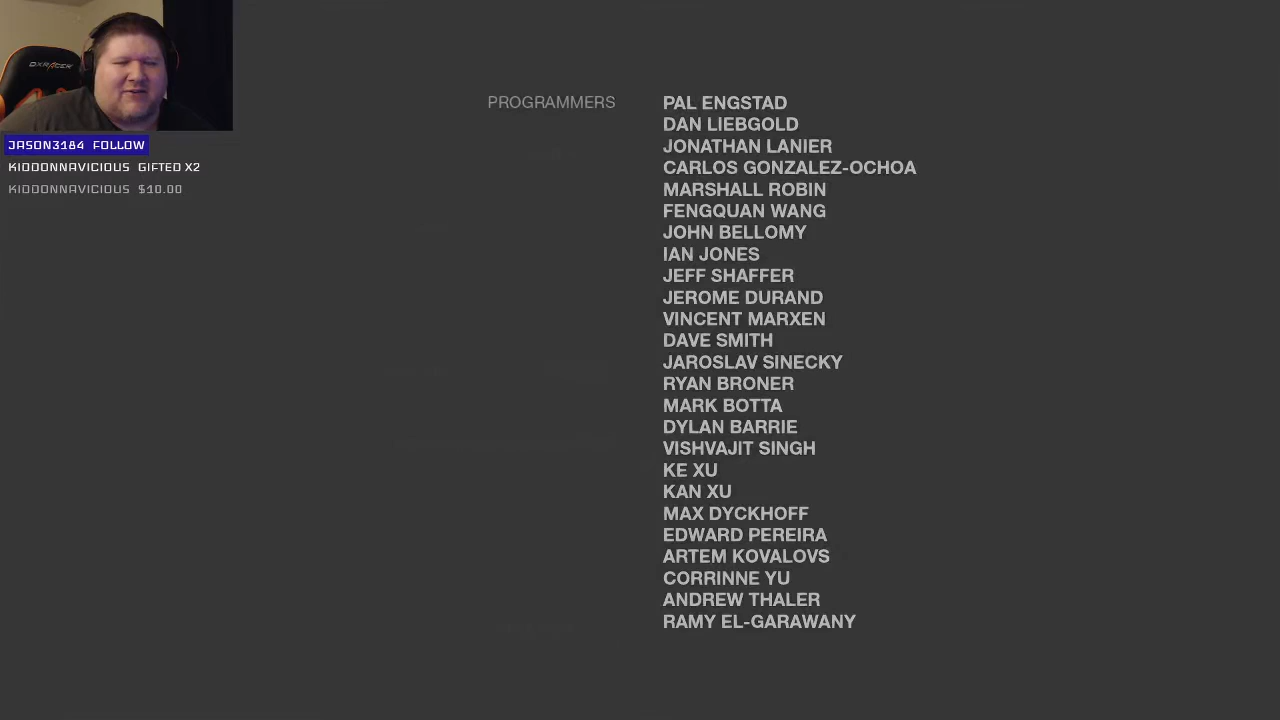 DXRACER
JASON3184 FOLLOW
KIDDONNAVICIOUS GIFTED X2
KIDDONNAVICIOUS $10.00
PROGRAMMERS
PAL ENGSTAD
DAN LIEBGOLD
JONATHAN LANIER
CARLOS GONZALEZ-OCHOA
MARSHALL ROBIN
FENGQUAN WANG
JOHN BELLOMY
IAN JONES
JEFF SHAFFER
JEROME DURAND
VINCENT MARXEN
DAVE SMITH
JAROSLAV SINECKY
RYAN BRONER
MARK BOTTA
DYLAN BARRIE
VISHVAJIT SINGH
KE XU
KAN XU
MAX DYCKHOFF
EDWARD PEREIRA
ARTEM KOVALOVS
CORRINNE YU
ANDREW THALER
RAMY EL-GARAWANY